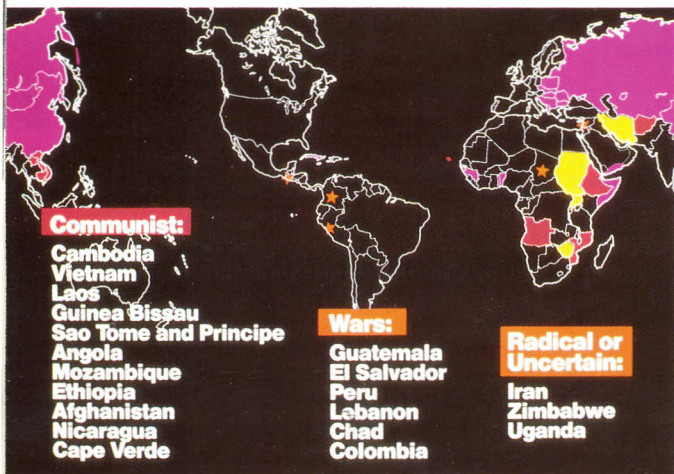 Communist:
Cambodia
Vietnam
Laos
Guinea Bissau
Sao Tome and Principe
Angola
Mozambique
Ethiopia
Afghanistan
Nicaragua
Cape Verde
Wars:
Guatemala
El Salvador
Peru
Lebanon
Chad
Colombia
Radical or
Uncertain:
Iran
Zimbabwe
Uganda